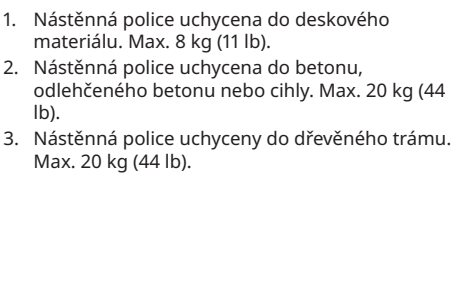 1. Nástěnná police uchycena do deskového
materiálu. Max. 8 kg (11 lb).
2. Nástěnná police uchycena do betonu,
odlehčeného betonu nebo cihly. Max. 20 kg (44
lb).
3. Nástěnná police uchyceny do dřevěného trámu.
Max. 20 kg (44 lb).